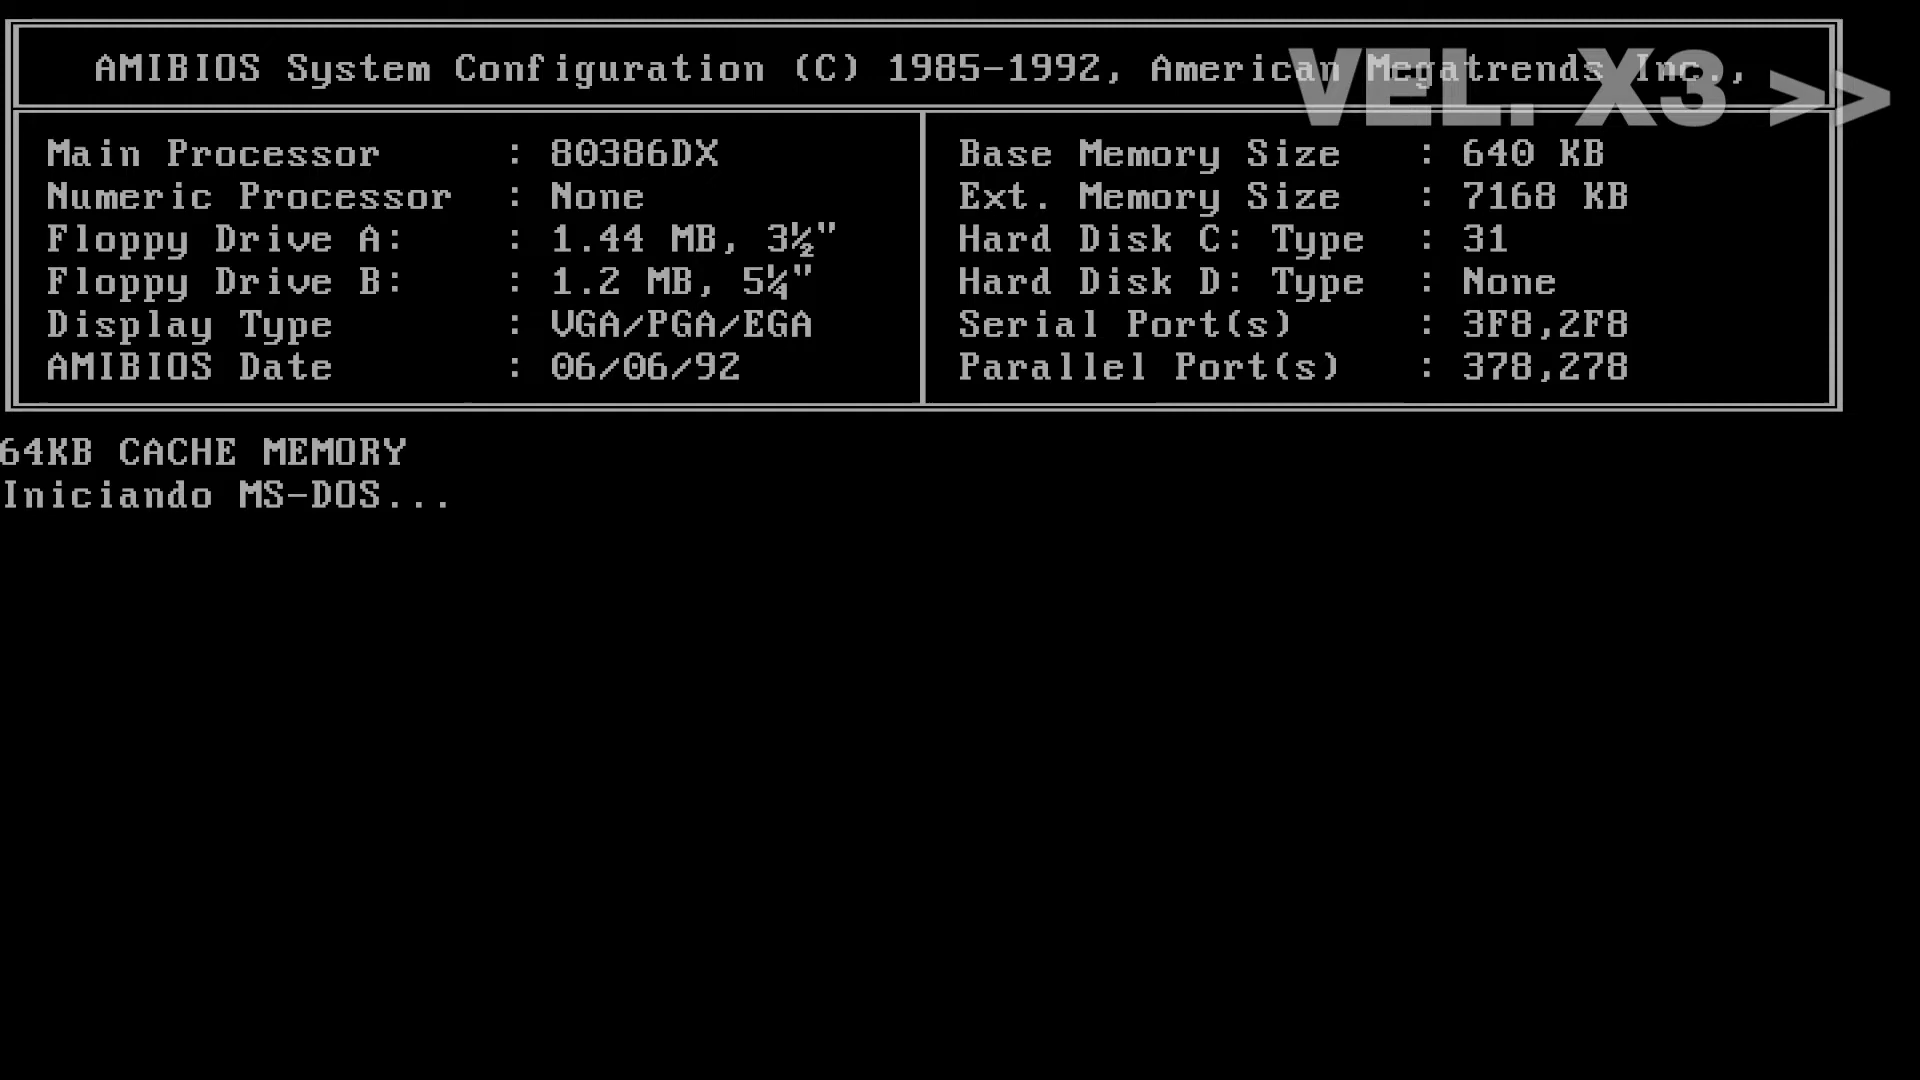 AMIBIOS System Configuration (C) 1985-1992, American Megatrends Inc.,
VEL. X3 >>
Main Processor : 80386DX
Numeric Processor : None
Floppy Drive A: : 1.44 MB, 3½"
Floppy Drive B: : 1.2 MB, 5¼"
Display Type : VGA/PGA/EGA
AMIBIOS Date : 06/06/92
Base Memory Size : 640 KB
Ext. Memory Size : 7168 KB
Hard Disk C: Type : 31
Hard Disk D: Type : None
Serial Port(s) : 3F8,2F8
Parallel Port(s) : 378,278
64KB CACHE MEMORY
Iniciando MS-DOS...